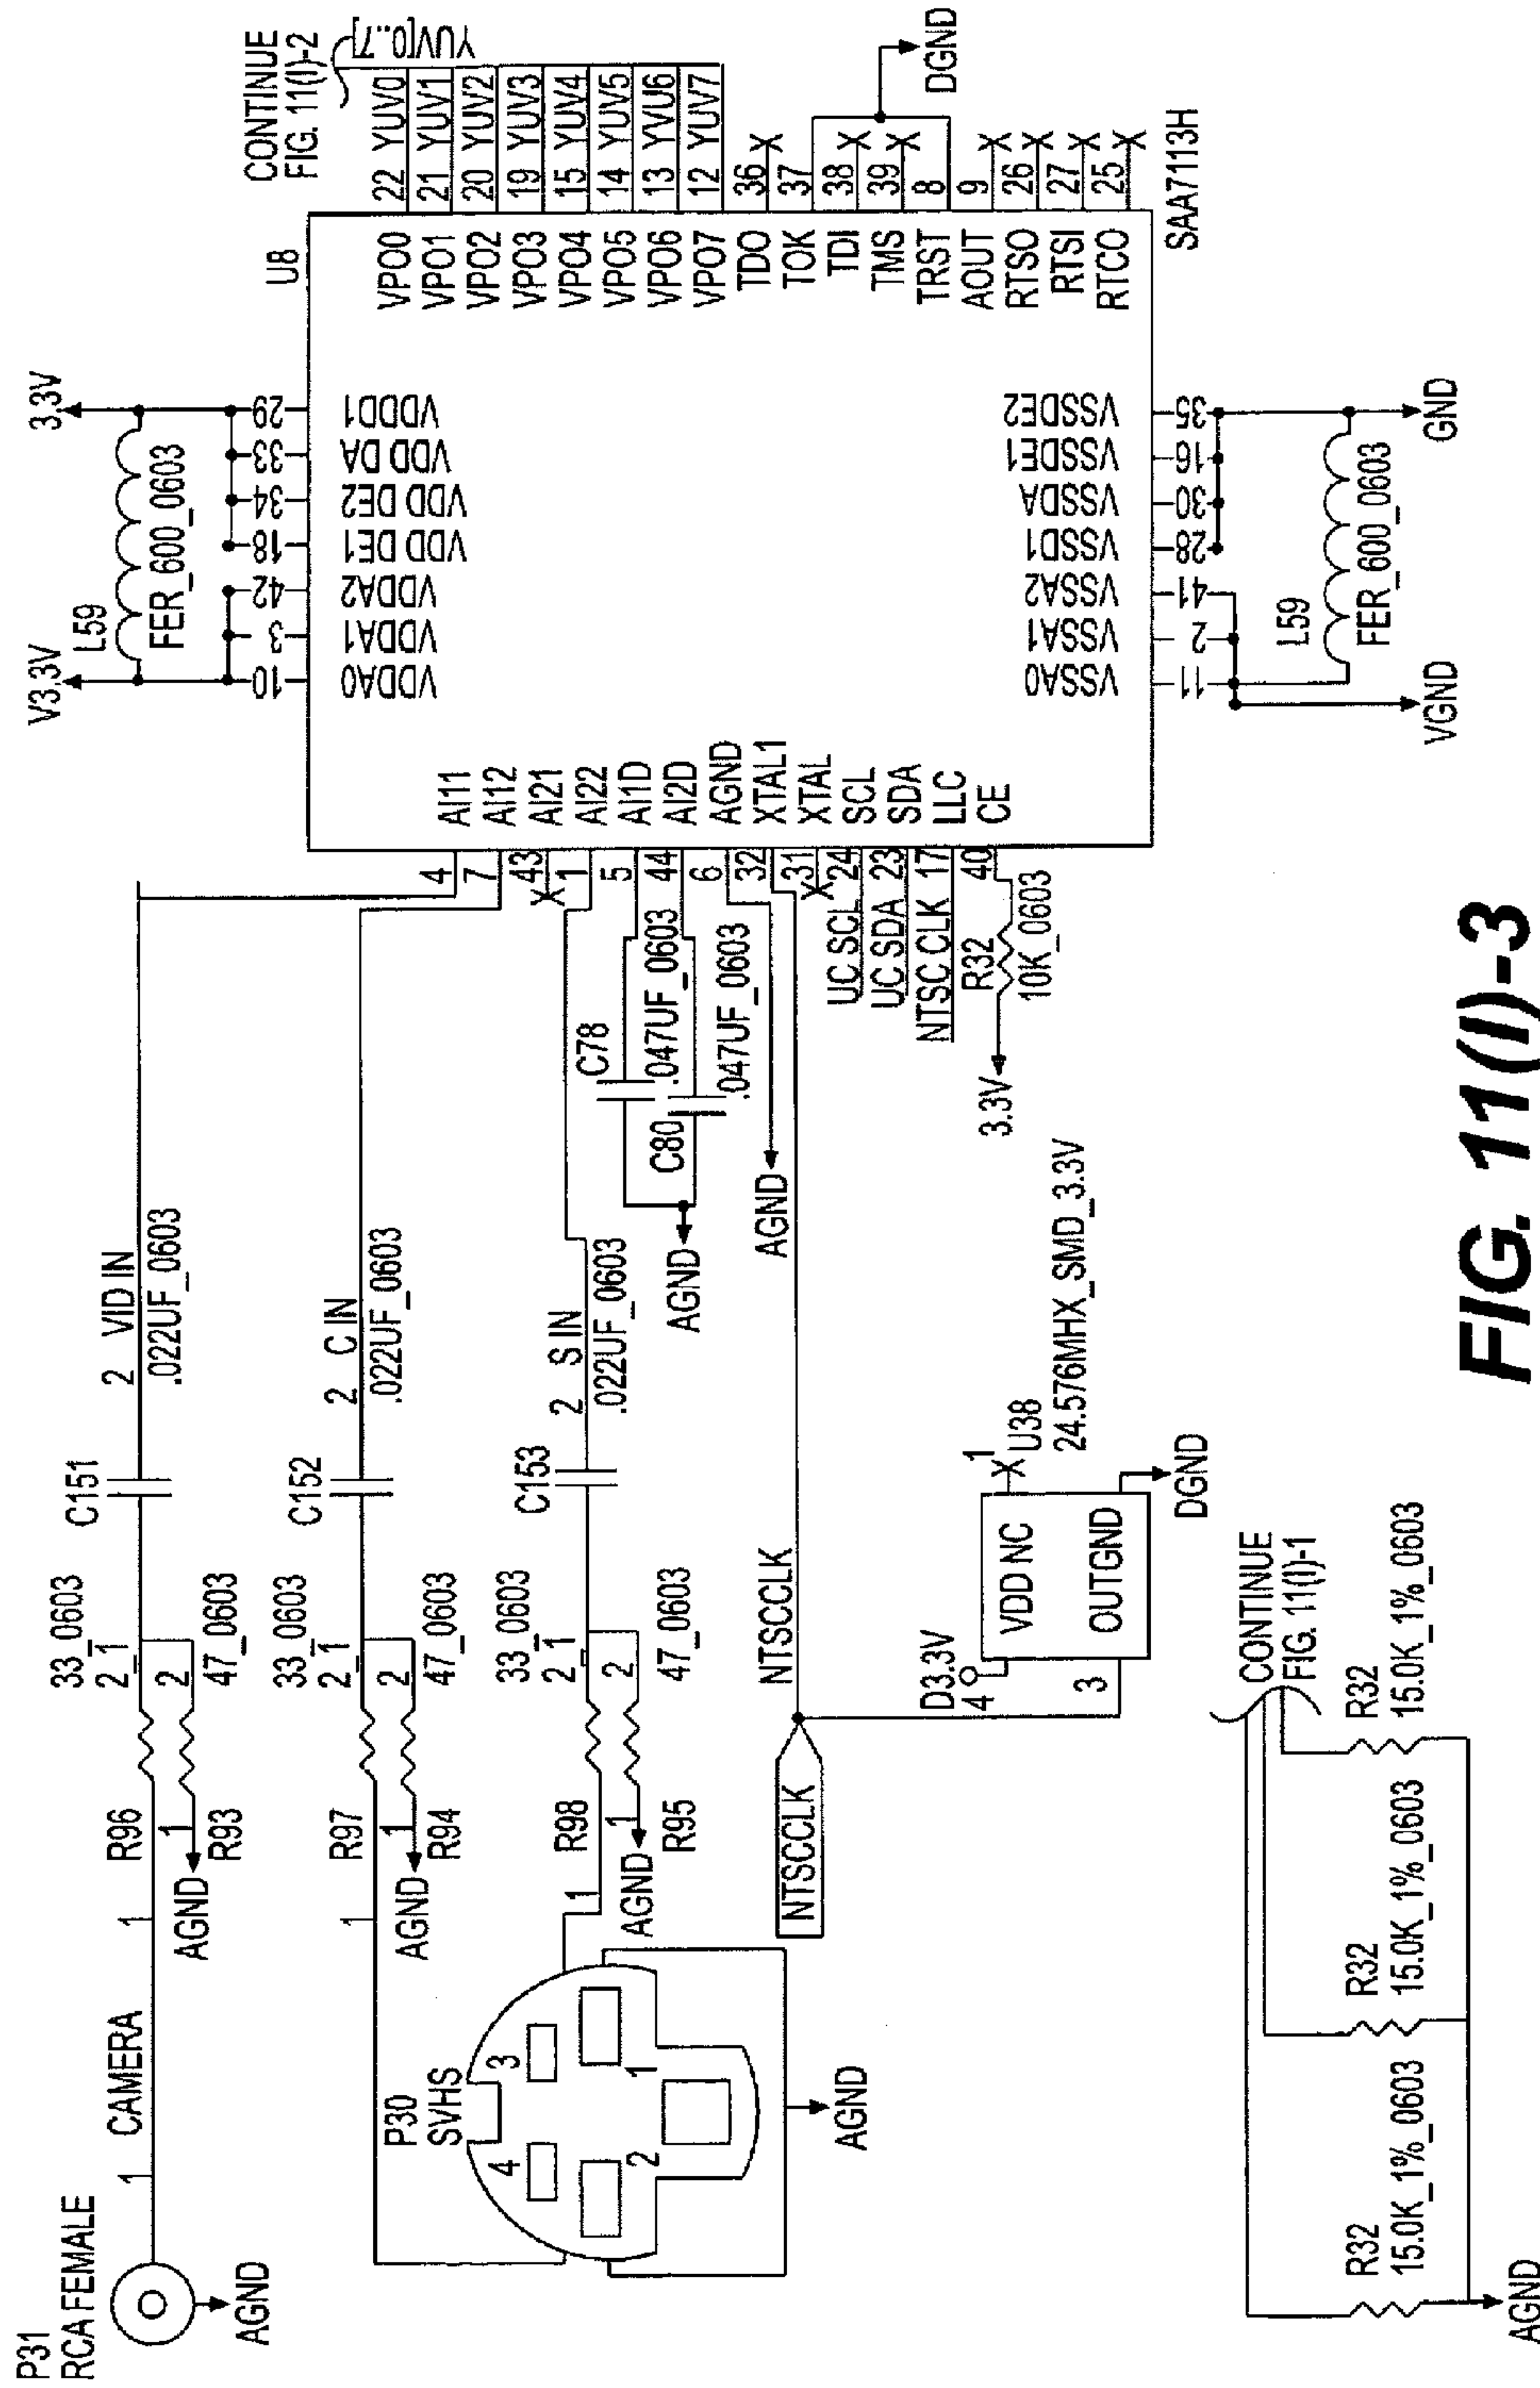 P31
RCA FEMALE
AGND
1
CAMERA
1
R96
33_0603
2_1
1
2
AGND
R93
47_0603
C151
2 VID IN
.022UF_0603
P30
SVHS
4
3
2
1
AGND
1
R97
33_0603
2_1
1
2
AGND
R94
47_0603
C152
2 C IN
.022UF_0603
1
R98
33_0603
2_1
1
2
AGND
R95
47_0603
C153
2 S IN
.022UF_0603
C78
.047UF_0603
C80
.047UF_0603
AGND
AGND
NTSCCLK
NTSCCLK
D3.3V
4
3
VDD NC
OUTGND
1
U38
24.576MHX_SMD_3.3V
DGND
UC SCL
UC SDA
NTSC CLK
3.3V
R32
10K_0603
4 AI11
7 AI12
43 AI21
1 AI22
5 AI1D
44 AI2D
6 AGND
32 XTAL1
31 XTAL
24 SCL
23 SDA
17 LLC
40 CE
V3.3V
3.3V
L59
FER_600_0603
10 VDDA0
3 VDDA1
42 VDDA2
18 VDD DE1
34 VDD DE2
33 VDD DA
29 VDDD1
11 VSSA0
2 VSSA1
41 VSSA2
28 VSSD1
30 VSSDA
16 VSSDE1
35 VSSDE2
L59
FER_600_0603
VGND
GND
U8
CONTINUE
FIG. 11(I)-2
YUV[0..7]
VPO0 22 YUV0
VPO1 21 YUV1
VPO2 20 YUV2
VPO3 19 YUV3
VPO4 15 YUV4
VPO5 14 YUV5
VPO6 13 YVU6
VPO7 12 YUV7
TDO 36
TOK 37
TDI 38
TMS 39
TRST 8
AOUT 9
RTSO 26
RTSI 27
RTCO 25
DGND
SAA7113H
CONTINUE
FIG. 11(I)-1
R32
15.0K_1%_0603
R32
15.0K_1%_0603
R32
15.0K_1%_0603
AGND
FIG. 11(I)-3